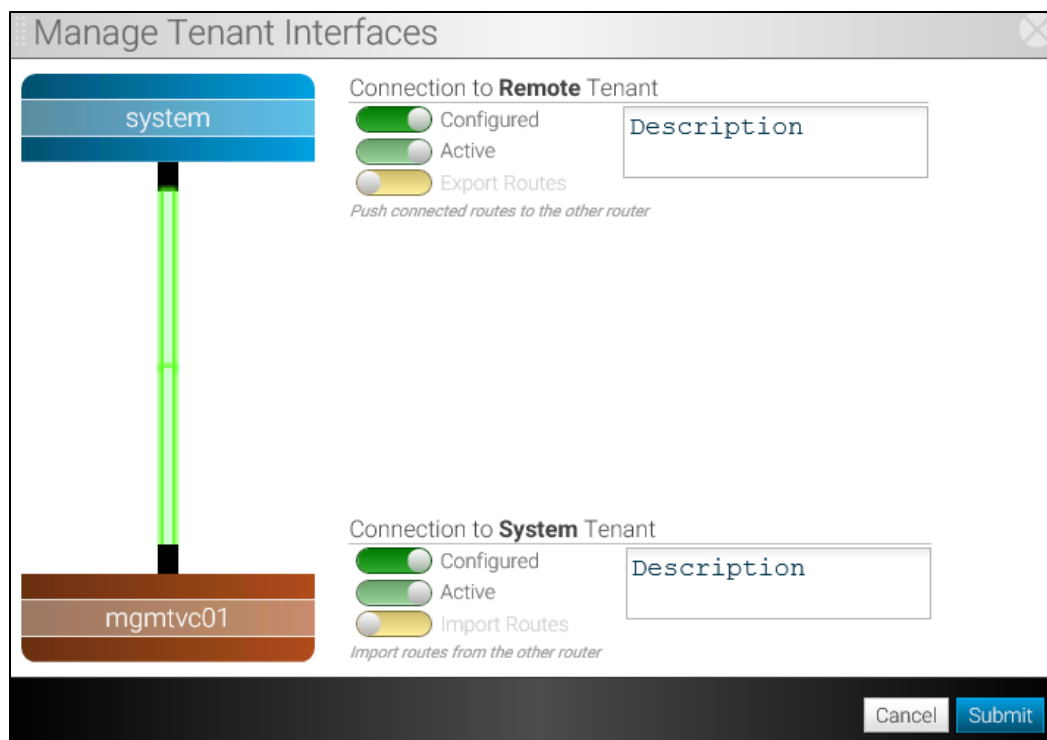 Manage Tenant Interfaces
system
Connection to Remote Tenant
Configured
Description
Active
Export Routes
Push connected routes to the other router
Connection to System Tenant
Configured
Description
Active
Import Routes
Import routes from the other router
mgmtvc01
Cancel Submit